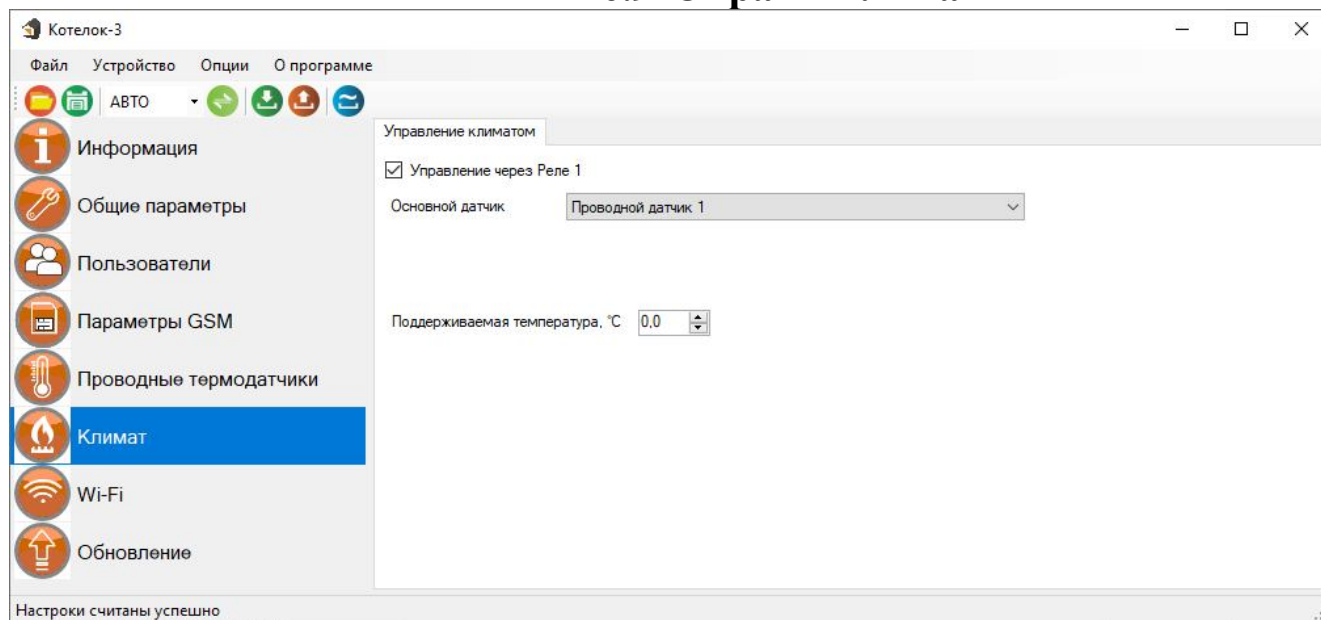 Котелок-3
Файл Устройство Опции О программе
АВТО
Информация
Общие параметры
Пользователи
Параметры GSM
Проводные термодатчики
Климат
Wi-Fi
Обновление
Управление климатом
Управление через Реле 1
Основной датчик Проводной датчик 1
Поддерживаемая температура, °C 0,0
Настроки считаны успешно